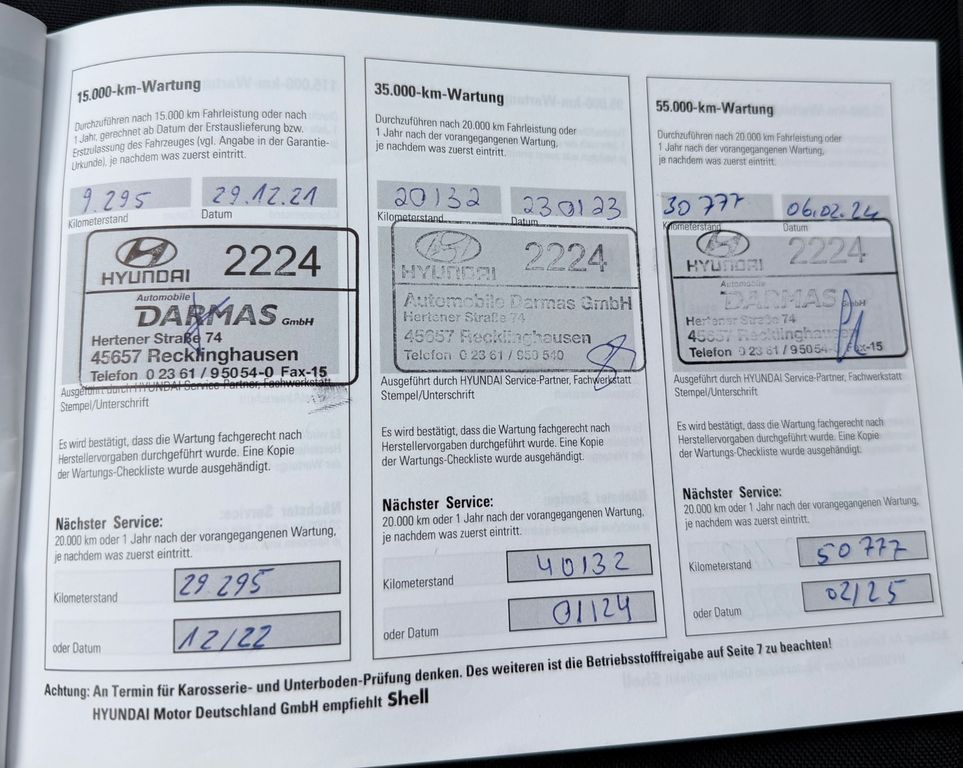 15.000-km-Wartung
Durchzuführen nach 15.000 km Fahrleistung oder nach
1 Jahr, gerechnet ab Datum der Erstauslieferung bzw.
Erstzulassung des Fahrzeuges (vgl. Angabe in der Garantie-
Urkunde), je nachdem was zuerst eintritt.
9.295 29.12.21
Kilometerstand Datum
HYUNDAI 2224
Automobile
DARMAS GmbH
Hertener Straße 74
45657 Recklinghausen
Telefon 0 23 61 / 9 50 54-0 Fax-15
Ausgeführt durch HYUNDAI Service-Partner, Fachwerkstatt
Stempel/Unterschrift
Es wird bestätigt, dass die Wartung fachgerecht nach
Herstellervorgaben durchgeführt wurde. Eine Kopie
der Wartungs-Checkliste wurde ausgehändigt.
Nächster Service:
20.000 km oder 1 Jahr nach der vorangegangenen Wartung,
je nachdem was zuerst eintritt.
Kilometerstand 29.295
oder Datum 12/22
35.000-km-Wartung
Durchzuführen nach 20.000 km Fahrleistung oder
1 Jahr nach der vorangegangenen Wartung,
je nachdem was zuerst eintritt.
20132 230123
Kilometerstand Datum
HYUNDAI 2224
Automobile Darmas GmbH
Hertener Straße 74
45657 Recklinghausen
Telefon 0 23 61 / 950 540
Ausgeführt durch HYUNDAI Service-Partner, Fachwerkstatt
Stempel/Unterschrift
Es wird bestätigt, dass die Wartung fachgerecht nach
Herstellervorgaben durchgeführt wurde. Eine Kopie
der Wartungs-Checkliste wurde ausgehändigt.
Nächster Service:
20.000 km oder 1 Jahr nach der vorangegangenen Wartung,
je nachdem was zuerst eintritt.
Kilometerstand 40132
oder Datum 01/24
55.000-km-Wartung
Durchzuführen nach 20.000 km Fahrleistung oder
1 Jahr nach der vorangegangenen Wartung,
je nachdem was zuerst eintritt.
30777 06.02.24
Kilometerstand Datum
HYUNDAI 2224
Automobile
DARMAS GmbH
Hertener Straße 74
45657 Recklinghausen
Telefon 0 23 61 / 9 50 54- Fax-15
Ausgeführt durch HYUNDAI Service-Partner, Fachwerkstatt
Stempel/Unterschrift
Es wird bestätigt, dass die Wartung fachgerecht nach
Herstellervorgaben durchgeführt wurde. Eine Kopie
der Wartungs-Checkliste wurde ausgehändigt.
Nächster Service:
20.000 km oder 1 Jahr nach der vorangegangenen Wartung,
je nachdem was zuerst eintritt.
Kilometerstand 50777
oder Datum 02/25
Achtung: An Termin für Karosserie- und Unterboden-Prüfung denken. Des weiteren ist die Betriebsstofffreigabe auf Seite 7 zu beachten!
HYUNDAI Motor Deutschland GmbH empfiehlt Shell